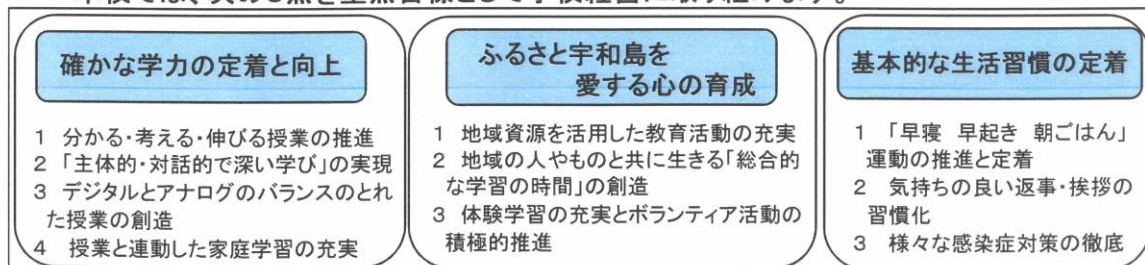 本校では、次の3点を重点目標として学校経営に取り組みます。
確かな学力の定着と向上
1 分かる・考える・伸びる授業の推進
2 「主体的・対話的で深い学び」の実現
3 デジタルとアナログのバランスのとれ
た授業の創造
4 授業と連動した家庭学習の充実
ふるさと宇和島を
愛する心の育成
1 地域資源を活用した教育活動の充実
2 地域の人やものと共に生きる「総合的
な学習の時間」の創造
3 体験学習の充実とボランティア活動の
積極的推進
基本的な生活習慣の定着
1 「早寝 早起き 朝ごはん」
運動の推進と定着
2 気持ちの良い返事・挨拶の
習慣化
3 様々な感染症対策の徹底